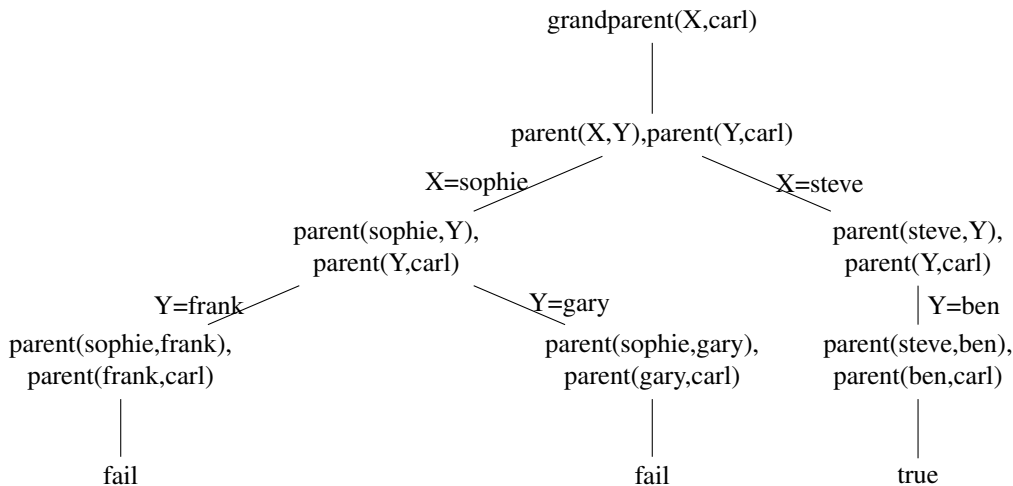 grandparent(X,carl)
parent(X,Y),parent(Y,carl)
X=sophie
X=steve
parent(sophie,Y),
parent(Y,carl)
parent(steve,Y),
parent(Y,carl)
Y=frank
Y=gary
Y=ben
parent(sophie,frank),
parent(frank,carl)
parent(sophie,gary),
parent(gary,carl)
parent(steve,ben),
parent(ben,carl)
fail
fail
true